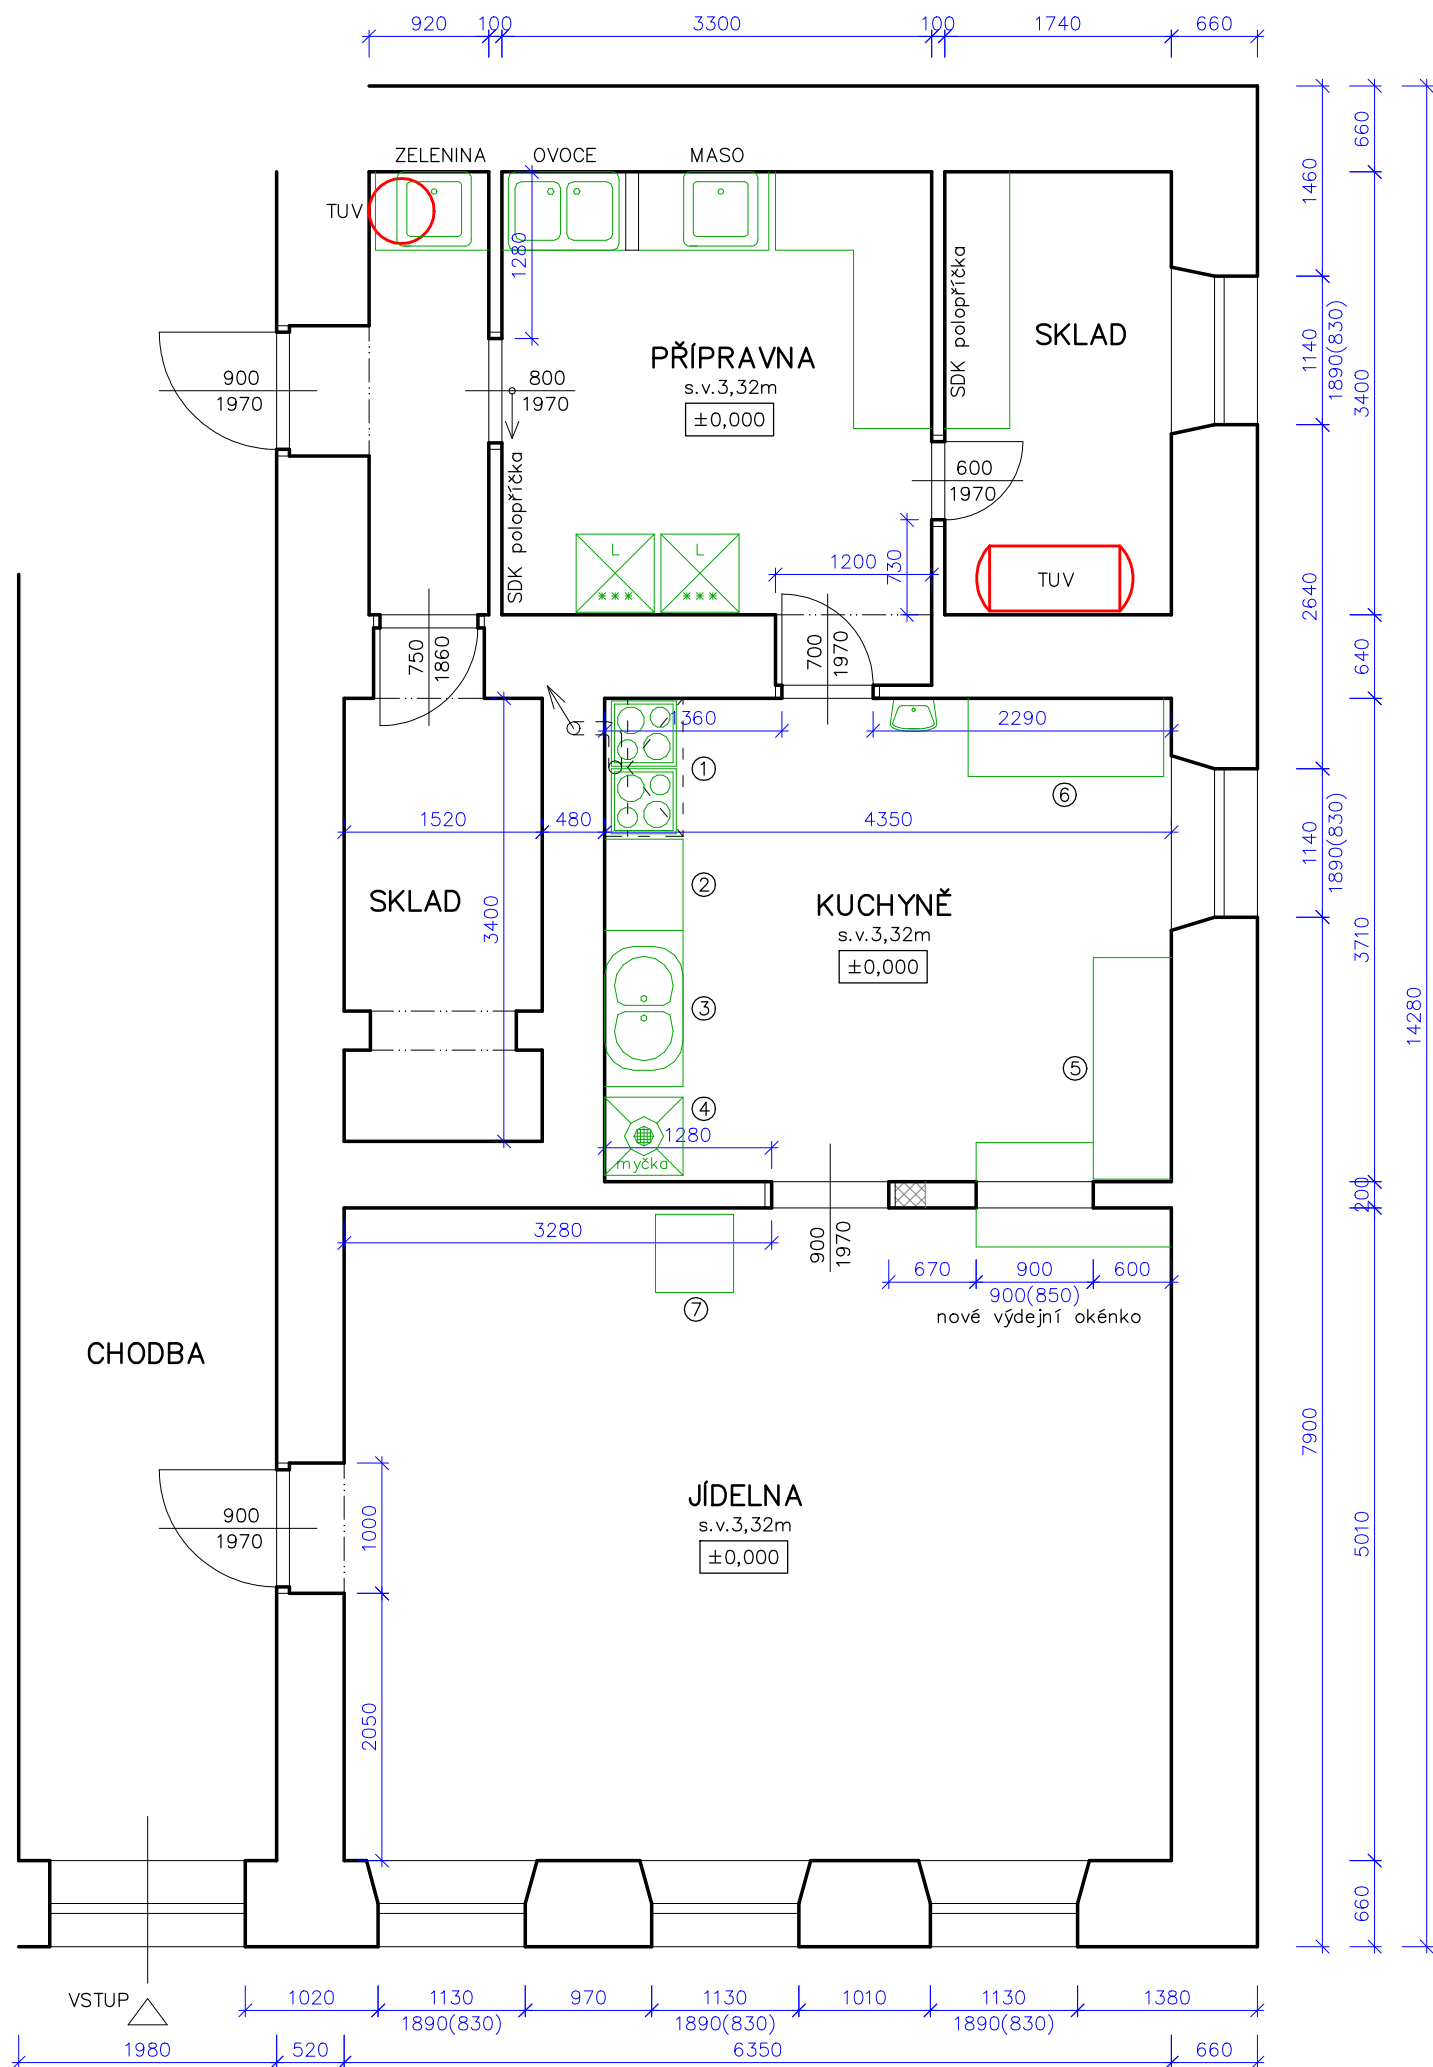 920 100 3300 100 1740 660
ZELENINA OVOCE MASO
TUV
1280
SDK polopříčka
SKLAD
PŘÍPRAVNA
s.v.3,32m
±0,000
900
1970
800
1970
SDK polopříčka
600
1970
L L
*** ***
1200
730
TUV
750
1860
700
1970
1360
2290
1
6
1520 480 4350
2
SKLAD
3400
KUCHYNĚ
s.v.3,32m
±0,000
3
5
4
1280
myčka
3280
900
1970
670 900 600
900(850)
nové výdejní okénko
7
CHODBA
JÍDELNA
s.v.3,32m
±0,000
900
1970
1000
2050
660
1460
1140
1890(830)
3400
2640
640
1140
1890(830)
3710
14280
200
7900
5010
660
VSTUP
1020 1130 970 1130 1010 1130 1380
1890(830) 1890(830) 1890(830)
1980 520 6350 660